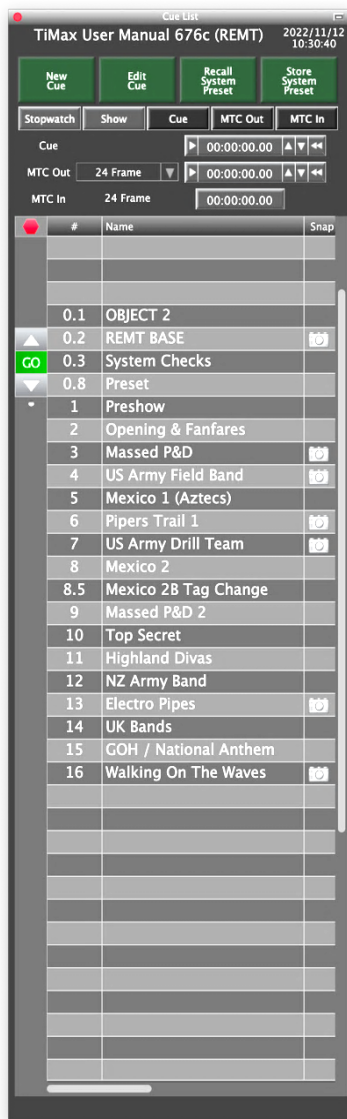 Cue List
TiMax User Manual 676c (REMT) 2022/11/12
10:30:40
New Cue
Edit Cue
Recall System Preset
Store System Preset
Stopwatch Show Cue MTC Out MTC In
Cue 00:00:00.00
MTC Out 24 Frame 00:00:00.00
MTC In 24 Frame 00:00:00.00
# Name Snap
0.1 OBJECT 2
0.2 REMT BASE
GO 0.3 System Checks
0.8 Preset
1 Preshow
2 Opening & Fanfares
3 Massed P&D
4 US Army Field Band
5 Mexico 1 (Aztecs)
6 Pipers Trail 1
7 US Army Drill Team
8 Mexico 2
8.5 Mexico 2B Tag Change
9 Massed P&D 2
10 Top Secret
11 Highland Divas
12 NZ Army Band
13 Electro Pipes
14 UK Bands
15 GOH / National Anthem
16 Walking On The Waves